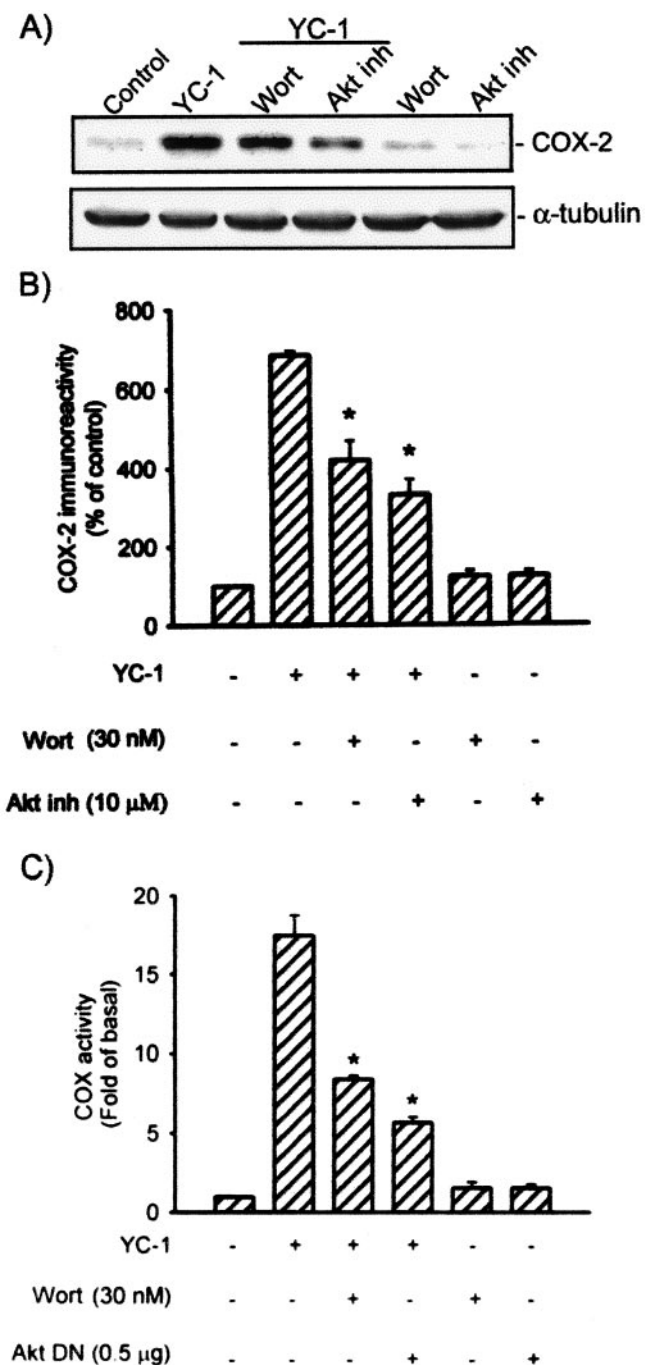 A)
YC-1
Control YC-1 Wort Akt inh Wort Akt inh
- COX-2
- α-tubulin
B)
COX-2 immunoreactivity
(% of control)
800
600
400
200
0
* *
YC-1 - + + + - -
Wort (30 nM) - - + - + -
Akt inh (10 µM) - - - + - +
C)
COX activity
(Fold of basal)
20
15
10
5
0
* *
YC-1 - + + + - -
Wort (30 nM) - - + - + -
Akt DN (0.5 µg) - - - + - +